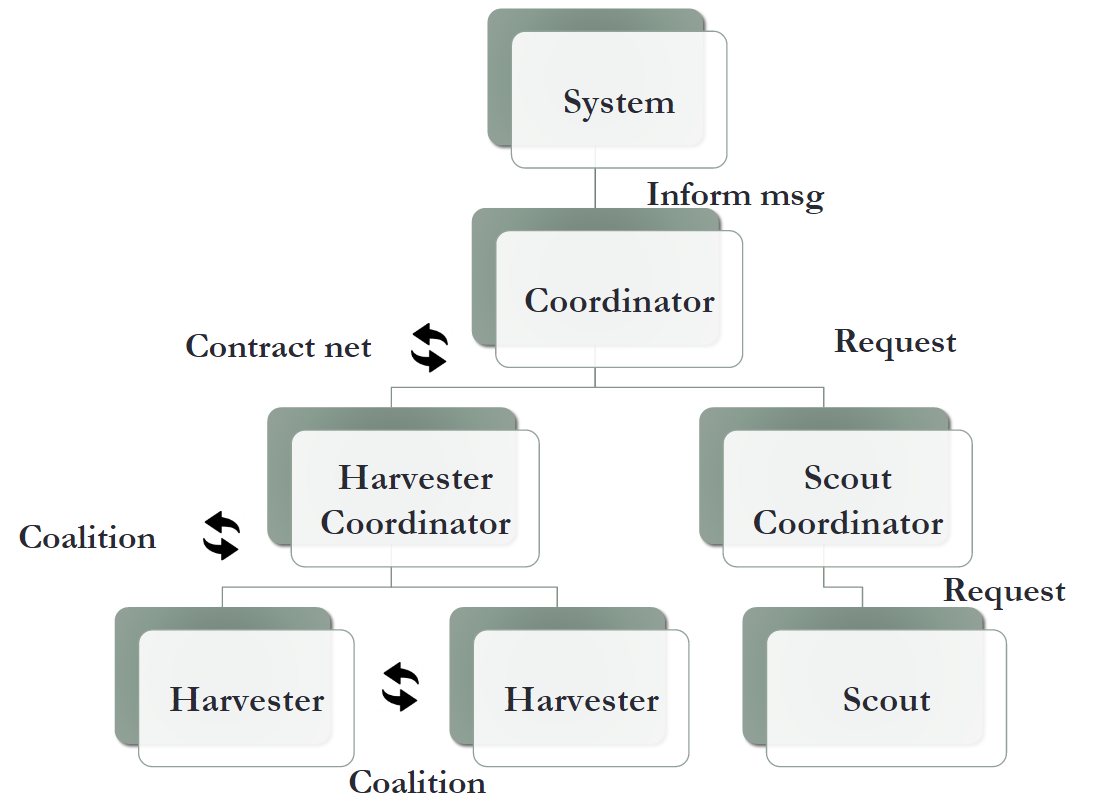 System
Inform msg
Coordinator
Contract net
Request
Harvester
Coordinator
Scout
Coordinator
Coalition
Request
Harvester
Harvester
Scout
Coalition